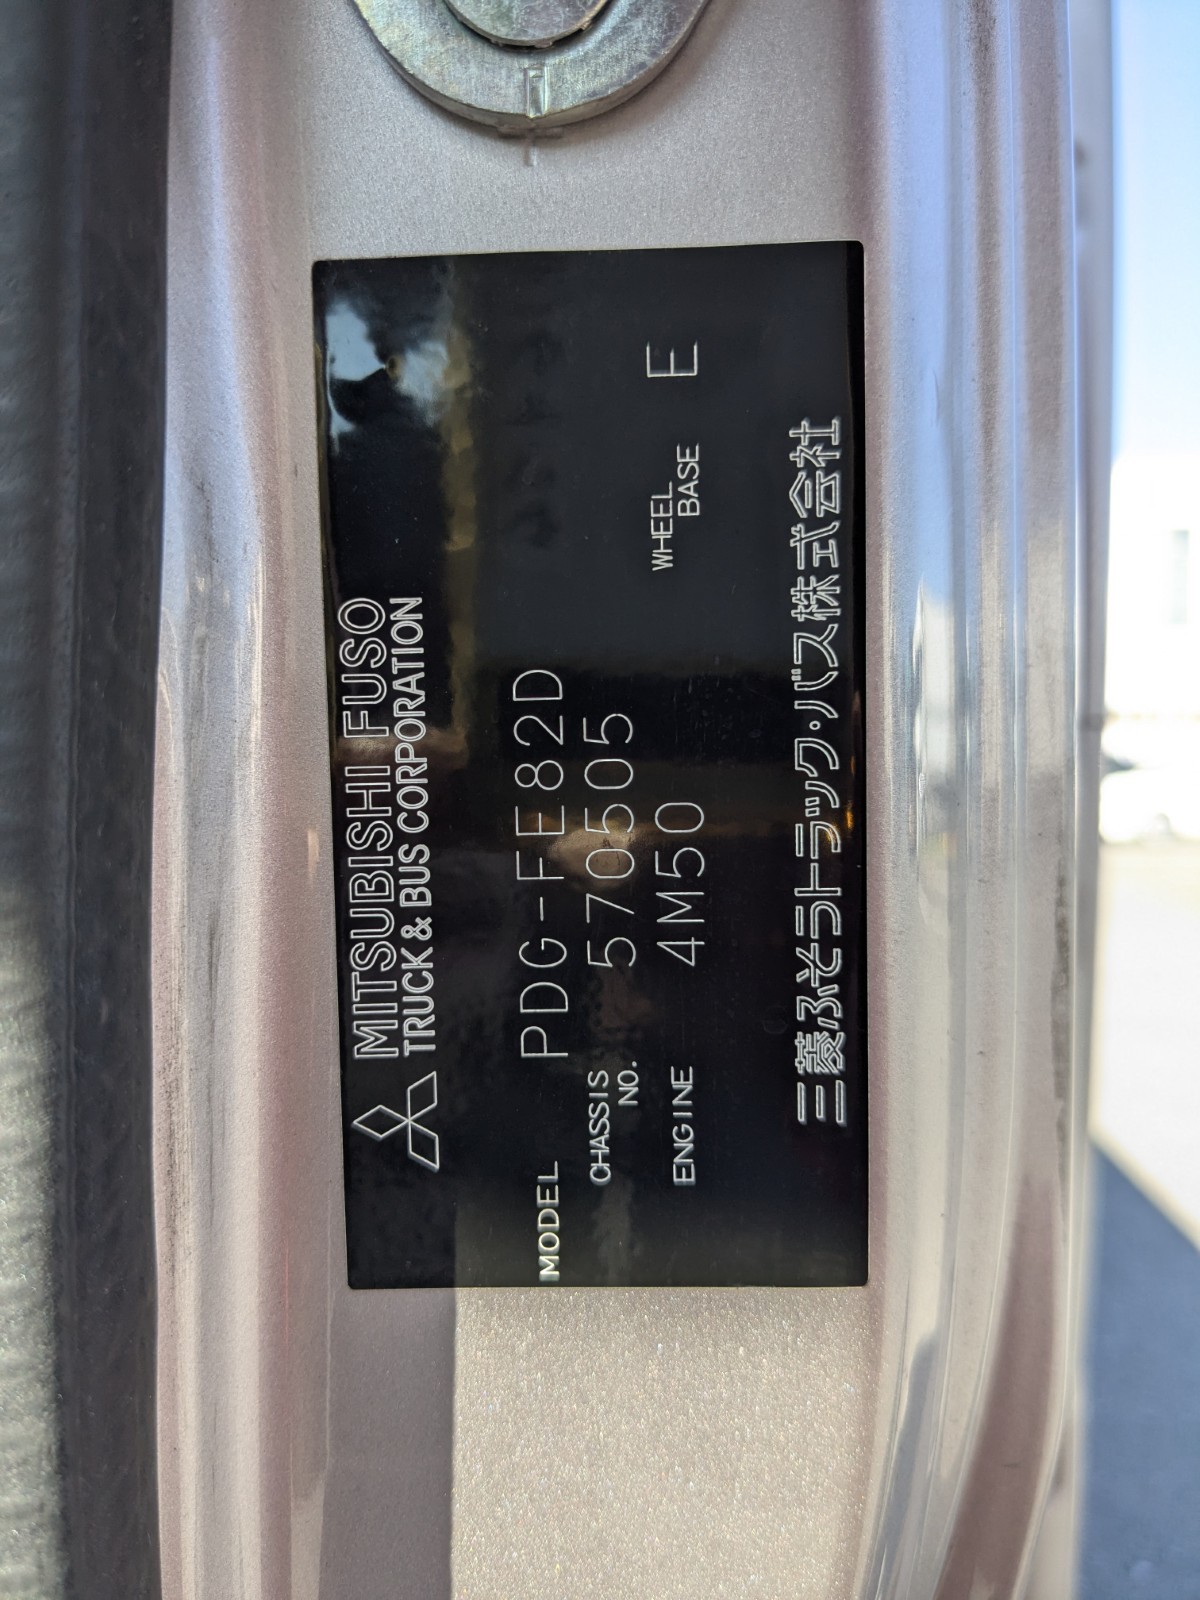 MITSUBISHI FUSO
TRUCK & BUS CORPORATION
MODEL PDG-FE82D
CHASSIS NO. 570505
ENGINE 4M50 WHEEL BASE E
三菱ふそうトラック・バス株式会社